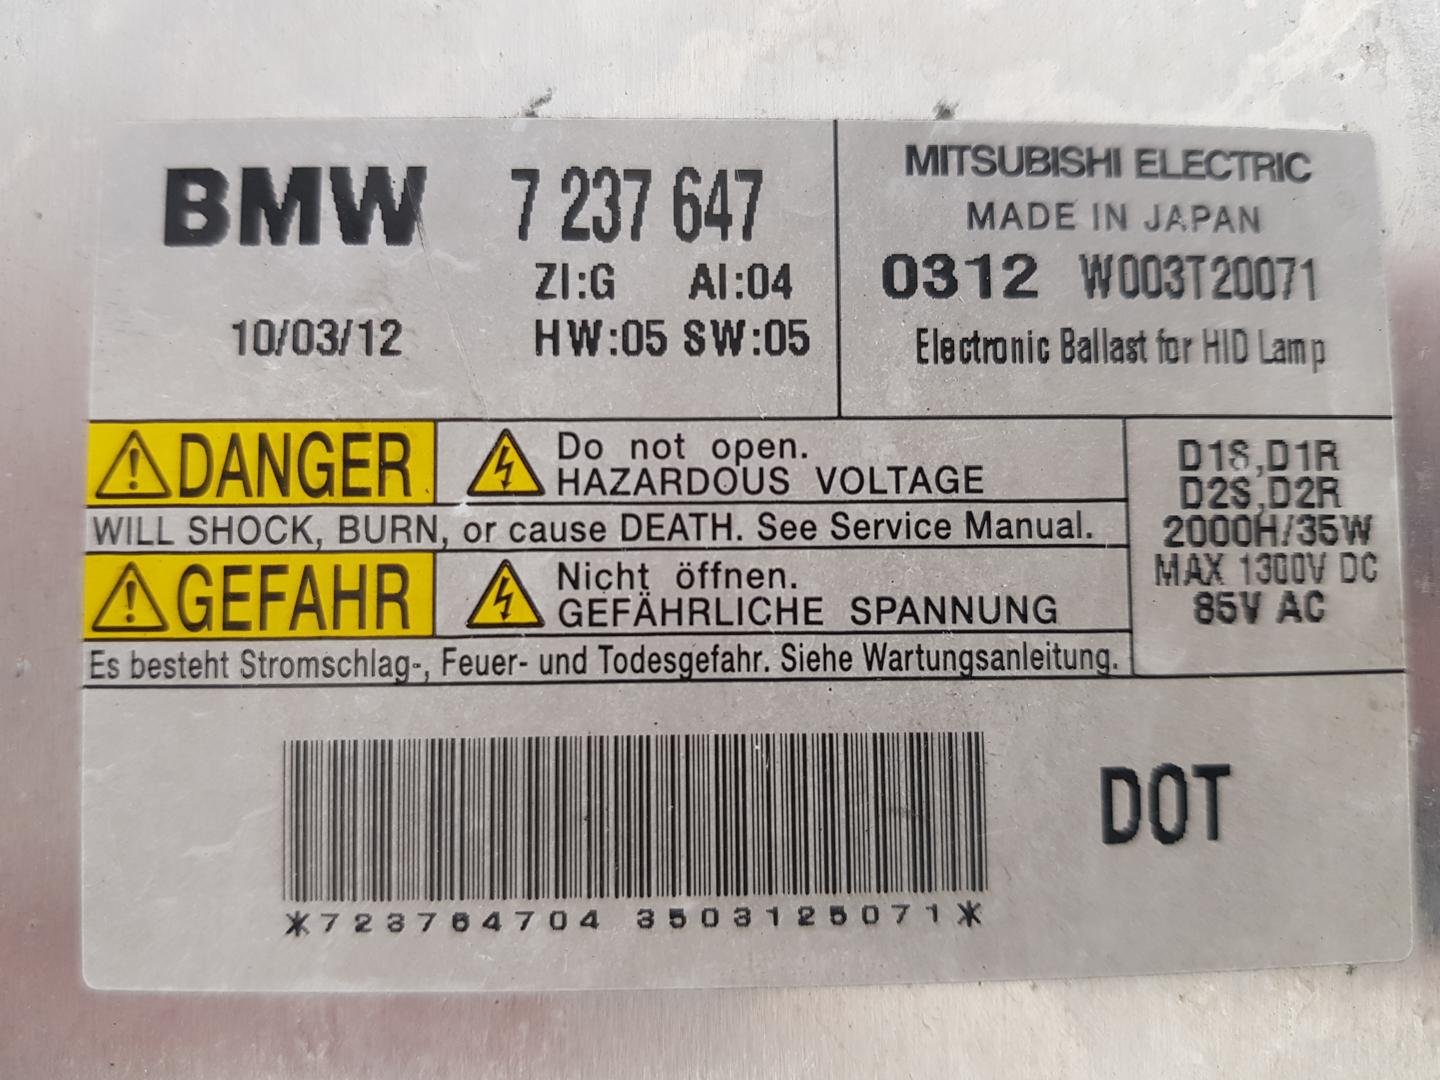 BMW 7 237 647
ZI:G AI:04
10/03/12 HW:05 SW:05
MITSUBISHI ELECTRIC
MADE IN JAPAN
0312 W003T20071
Electronic Ballast for HID Lamp
DANGER Do not open.
HAZARDOUS VOLTAGE
WILL SHOCK, BURN, or cause DEATH. See Service Manual.
GEFAHR Nicht öffnen.
GEFÄHRLICHE SPANNUNG
Es besteht Stromschlag-, Feuer- und Todesgefahr. Siehe Wartungsanleitung.
D1S,D1R
D2S,D2R
2000H/35W
MAX 1300V DC
85V AC
*723764704 3503125071*
DOT